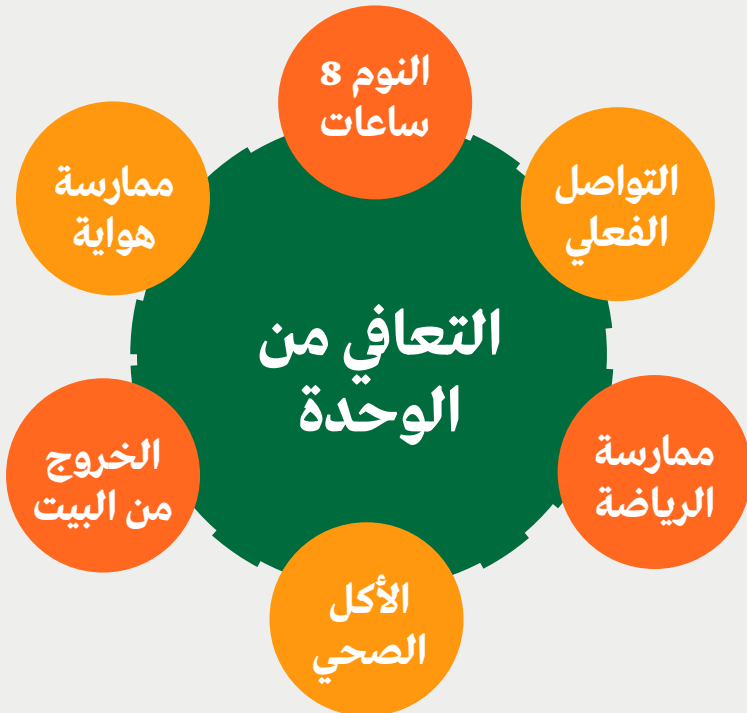 النوم 8
ساعات
التواصل
الفعلي
ممارسة
هواية
التعافي من
الوحدة
ممارسة
الرياضة
الخروج
من البيت
الأكل
الصحي